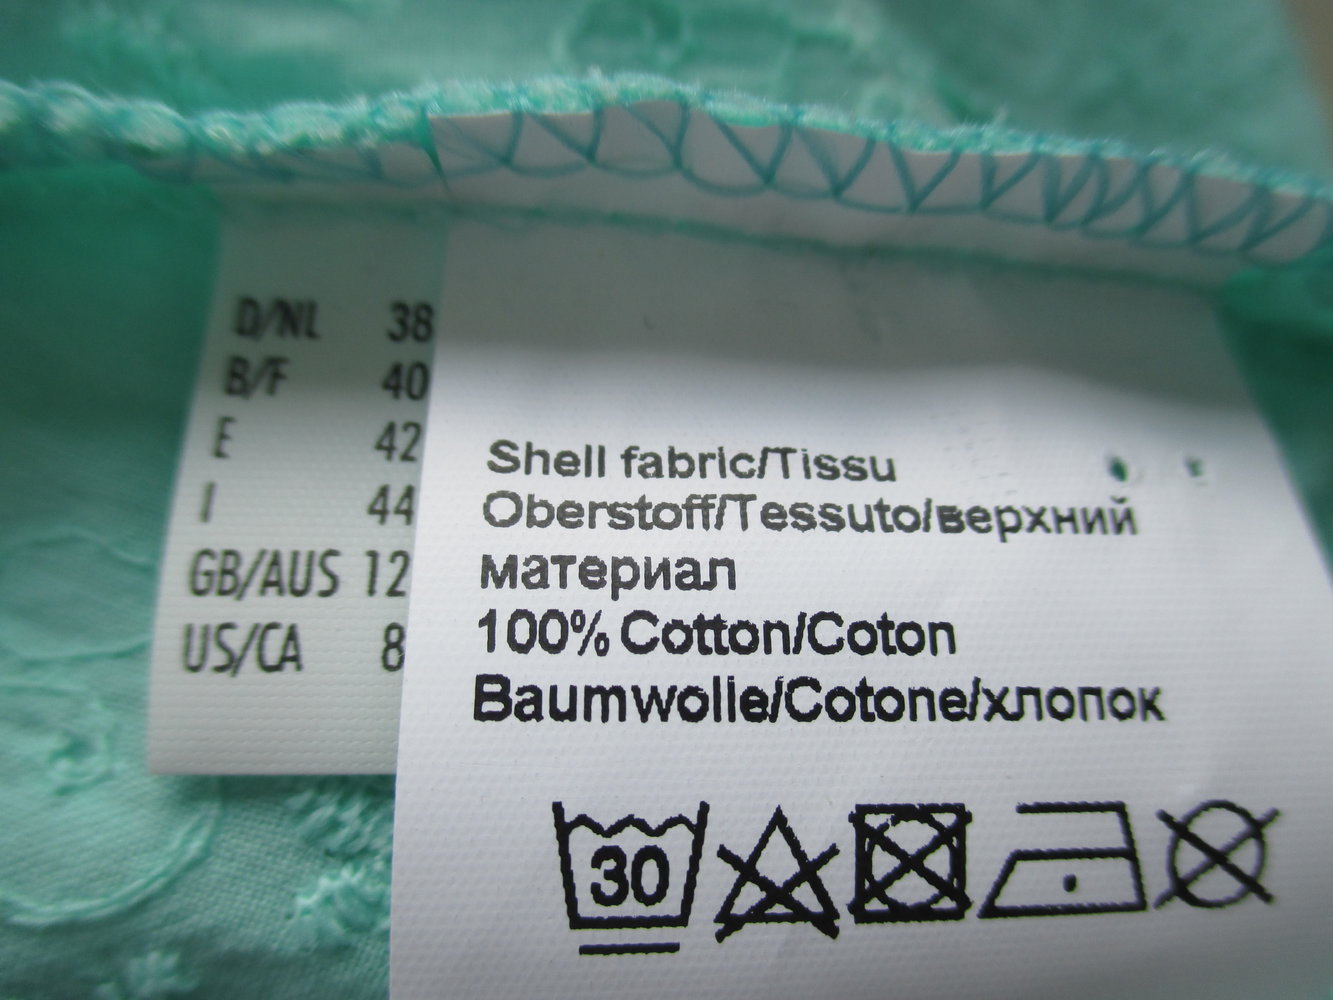 D/NL 38
B/F 40
E 42
I 44
GB/AUS 12
US/CA 8
Shell fabric/Tissu
Oberstoff/Tessuto/верхний
материал
100% Cotton/Coton
Baumwolle/Cotone/хлопок
30